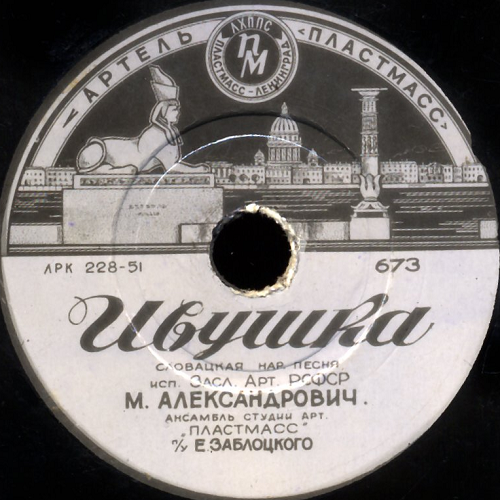 АРТЕЛЬ «ПЛАСТМАСС»
ЛХППС
ПМ
ПЛАСТМАСС-ЛЕНИНГРАД
ЛРК 228-51 673
Ивушка
СЛОВАЦКАЯ НАР. ПЕСНЯ
исп. Засл. Арт. РСФСР
М. АЛЕКСАНДРОВИЧ.
АНСАМБЛЬ СТУДИИ АРТ.
"ПЛАСТМАСС"
п/у Е. ЗАБЛОЦКОГО